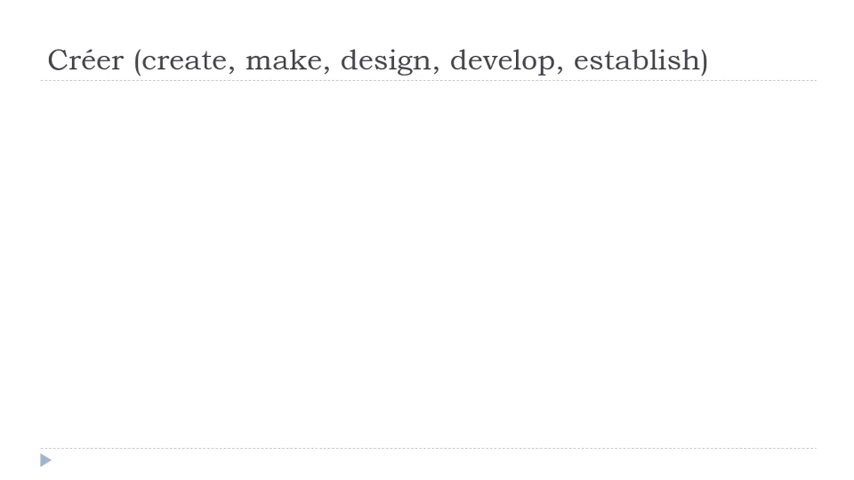 Créer (create, make, design, develop, establish)